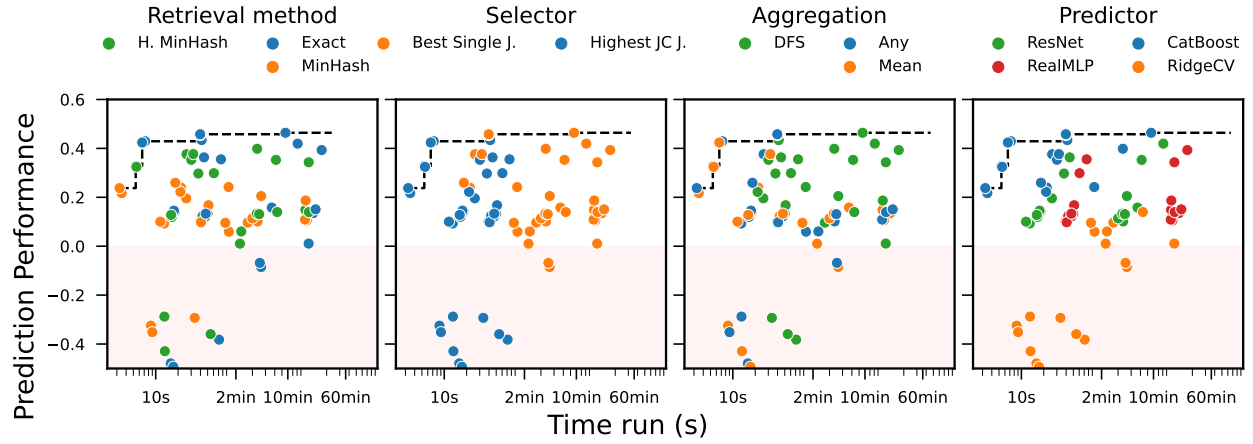 Retrieval method Selector Aggregation Predictor
H. MinHash Exact Best Single J. Highest JC J. DFS Any ResNet CatBoost
MinHash Mean RealMLP RidgeCV
Prediction Performance
0.6
0.4
0.2
0.0
−0.2
−0.4
10s 2min 10min 60min 10s 2min 10min 60min 10s 2min 10min 60min 10s 2min 10min 60min
Time run (s)